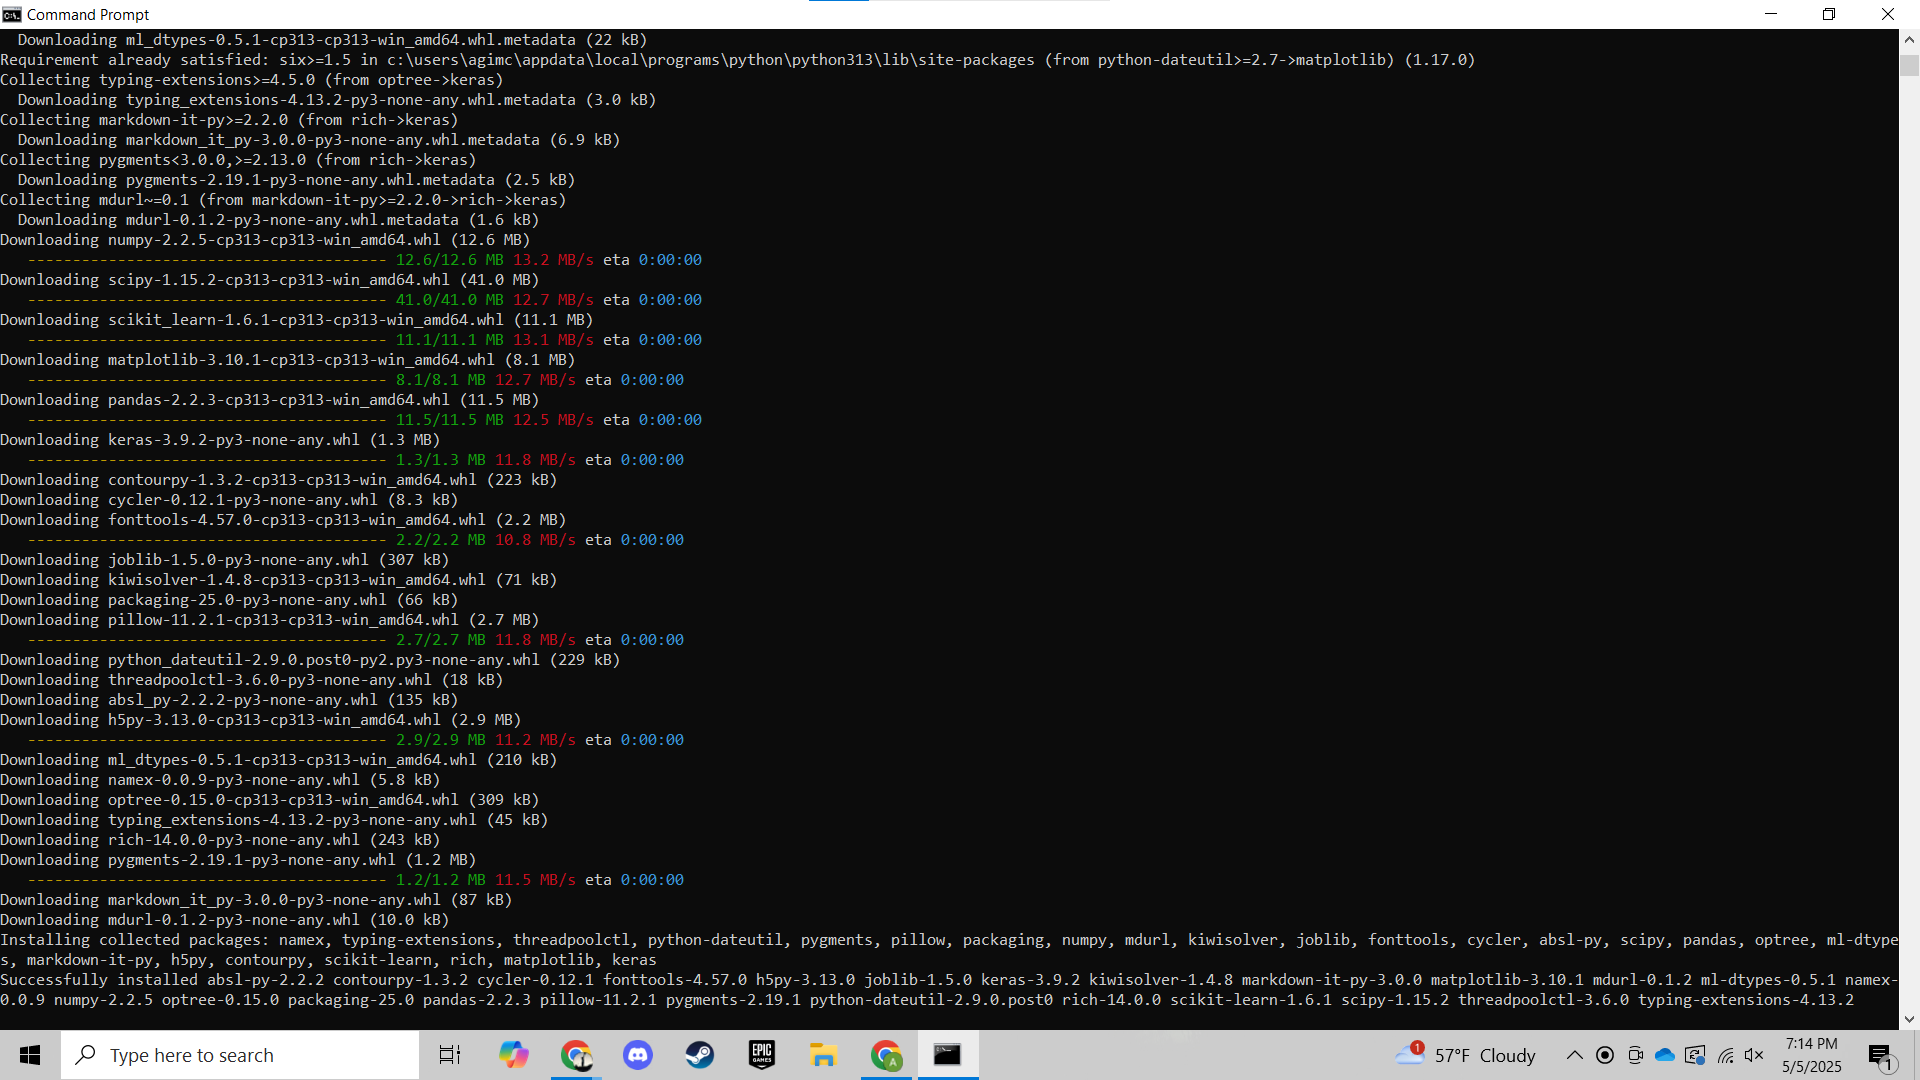 Command Prompt
Downloading ml_dtypes-0.5.1-cp313-cp313-win_amd64.whl.metadata (22 kB)
Requirement already satisfied: six>=1.5 in c:\users\agimc\appdata\local\programs\python\python313\lib\site-packages (from python-dateutil>=2.7->matplotlib) (1.17.0)
Collecting typing-extensions>=4.5.0 (from optree->keras)
Downloading typing_extensions-4.13.2-py3-none-any.whl.metadata (3.0 kB)
Collecting markdown-it-py>=2.2.0 (from rich->keras)
Downloading markdown_it_py-3.0.0-py3-none-any.whl.metadata (6.9 kB)
Collecting pygments<3.0.0,>=2.13.0 (from rich->keras)
Downloading pygments-2.19.1-py3-none-any.whl.metadata (2.5 kB)
Collecting mdurl~=0.1 (from markdown-it-py>=2.2.0->rich->keras)
Downloading mdurl-0.1.2-py3-none-any.whl.metadata (1.6 kB)
Downloading numpy-2.2.5-cp313-cp313-win_amd64.whl (12.6 MB)
---------------------------------------- 12.6/12.6 MB 13.2 MB/s eta 0:00:00
Downloading scipy-1.15.2-cp313-cp313-win_amd64.whl (41.0 MB)
---------------------------------------- 41.0/41.0 MB 12.7 MB/s eta 0:00:00
Downloading scikit_learn-1.6.1-cp313-cp313-win_amd64.whl (11.1 MB)
---------------------------------------- 11.1/11.1 MB 13.1 MB/s eta 0:00:00
Downloading matplotlib-3.10.1-cp313-cp313-win_amd64.whl (8.1 MB)
---------------------------------------- 8.1/8.1 MB 12.7 MB/s eta 0:00:00
Downloading pandas-2.2.3-cp313-cp313-win_amd64.whl (11.5 MB)
---------------------------------------- 11.5/11.5 MB 12.5 MB/s eta 0:00:00
Downloading keras-3.9.2-py3-none-any.whl (1.3 MB)
---------------------------------------- 1.3/1.3 MB 11.8 MB/s eta 0:00:00
Downloading contourpy-1.3.2-cp313-cp313-win_amd64.whl (223 kB)
Downloading cycler-0.12.1-py3-none-any.whl (8.3 kB)
Downloading fonttools-4.57.0-cp313-cp313-win_amd64.whl (2.2 MB)
---------------------------------------- 2.2/2.2 MB 10.8 MB/s eta 0:00:00
Downloading joblib-1.5.0-py3-none-any.whl (307 kB)
Downloading kiwisolver-1.4.8-cp313-cp313-win_amd64.whl (71 kB)
Downloading packaging-25.0-py3-none-any.whl (66 kB)
Downloading pillow-11.2.1-cp313-cp313-win_amd64.whl (2.7 MB)
---------------------------------------- 2.7/2.7 MB 11.8 MB/s eta 0:00:00
Downloading python_dateutil-2.9.0.post0-py2.py3-none-any.whl (229 kB)
Downloading threadpoolctl-3.6.0-py3-none-any.whl (18 kB)
Downloading absl_py-2.2.2-py3-none-any.whl (135 kB)
Downloading h5py-3.13.0-cp313-cp313-win_amd64.whl (2.9 MB)
---------------------------------------- 2.9/2.9 MB 11.2 MB/s eta 0:00:00
Downloading ml_dtypes-0.5.1-cp313-cp313-win_amd64.whl (210 kB)
Downloading namex-0.0.9-py3-none-any.whl (5.8 kB)
Downloading optree-0.15.0-cp313-cp313-win_amd64.whl (309 kB)
Downloading typing_extensions-4.13.2-py3-none-any.whl (45 kB)
Downloading rich-14.0.0-py3-none-any.whl (243 kB)
Downloading pygments-2.19.1-py3-none-any.whl (1.2 MB)
---------------------------------------- 1.2/1.2 MB 11.5 MB/s eta 0:00:00
Downloading markdown_it_py-3.0.0-py3-none-any.whl (87 kB)
Downloading mdurl-0.1.2-py3-none-any.whl (10.0 kB)
Installing collected packages: namex, typing-extensions, threadpoolctl, python-dateutil, pygments, pillow, packaging, numpy, mdurl, kiwisolver, joblib, fonttools, cycler, absl-py, scipy, pandas, optree, ml-dtype
s, markdown-it-py, h5py, contourpy, scikit-learn, rich, matplotlib, keras
Successfully installed absl-py-2.2.2 contourpy-1.3.2 cycler-0.12.1 fonttools-4.57.0 h5py-3.13.0 joblib-1.5.0 keras-3.9.2 kiwisolver-1.4.8 markdown-it-py-3.0.0 matplotlib-3.10.1 mdurl-0.1.2 ml-dtypes-0.5.1 namex-
0.0.9 numpy-2.2.5 optree-0.15.0 packaging-25.0 pandas-2.2.3 pillow-11.2.1 pygments-2.19.1 python-dateutil-2.9.0.post0 rich-14.0.0 scikit-learn-1.6.1 scipy-1.15.2 threadpoolctl-3.6.0 typing-extensions-4.13.2
Type here to search
EPIC GAMES
A
1
57°F Cloudy
7:14 PM
5/5/2025
1